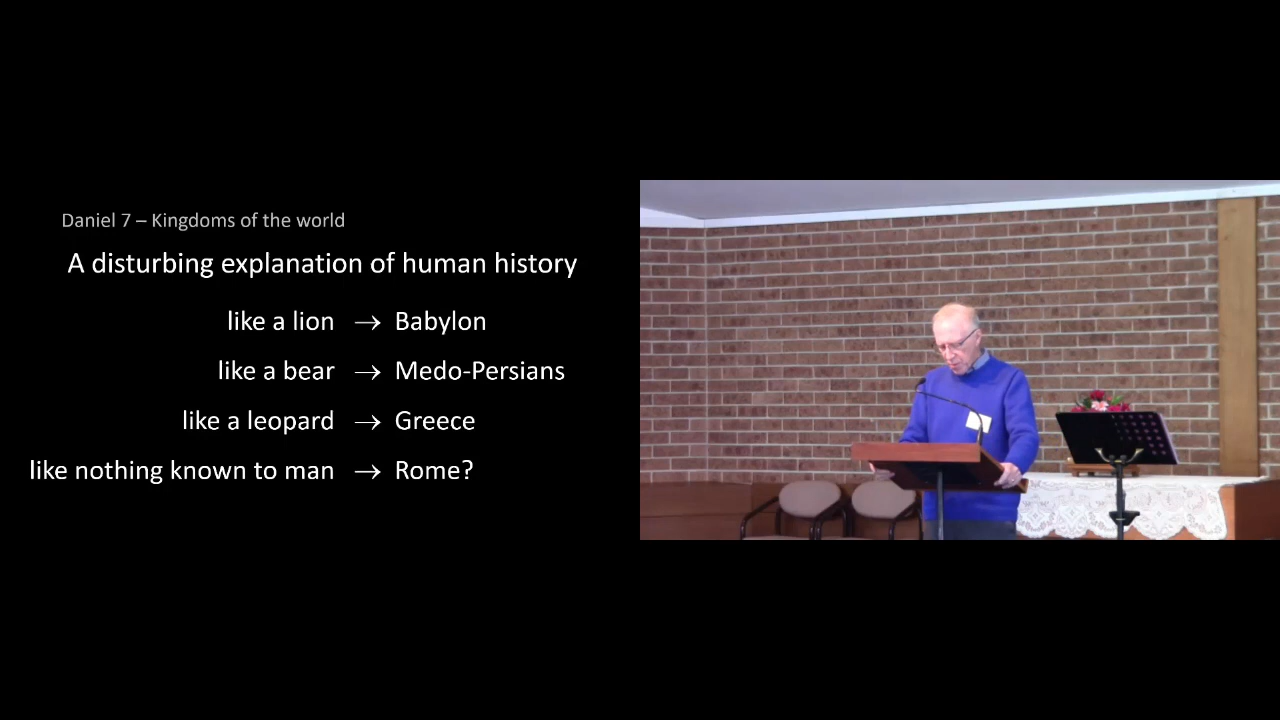 Daniel 7 – Kingdoms of the world
A disturbing explanation of human history
like a lion → Babylon
like a bear → Medo-Persians
like a leopard → Greece
like nothing known to man → Rome?